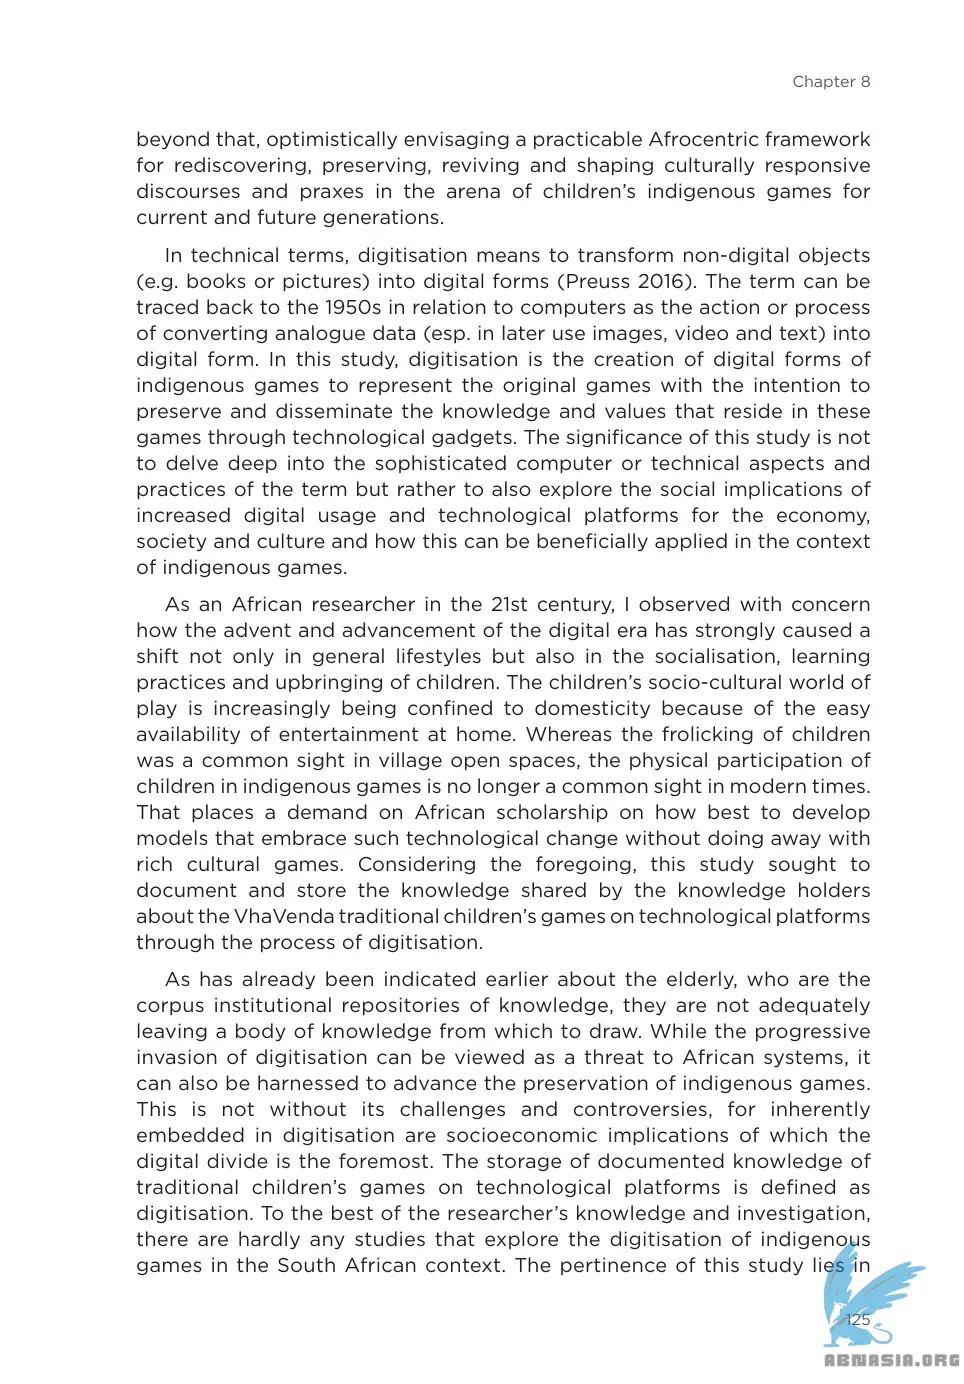 Chapter 8
beyond that, optimistically envisaging a practicable Afrocentric framework
for rediscovering, preserving, reviving and shaping culturally responsive
discourses and praxes in the arena of children’s indigenous games for
current and future generations.
In technical terms, digitisation means to transform non-digital objects
(e.g. books or pictures) into digital forms (Preuss 2016). The term can be
traced back to the 1950s in relation to computers as the action or process
of converting analogue data (esp. in later use images, video and text) into
digital form. In this study, digitisation is the creation of digital forms of
indigenous games to represent the original games with the intention to
preserve and disseminate the knowledge and values that reside in these
games through technological gadgets. The significance of this study is not
to delve deep into the sophisticated computer or technical aspects and
practices of the term but rather to also explore the social implications of
increased digital usage and technological platforms for the economy,
society and culture and how this can be beneficially applied in the context
of indigenous games.
As an African researcher in the 21st century, I observed with concern
how the advent and advancement of the digital era has strongly caused a
shift not only in general lifestyles but also in the socialisation, learning
practices and upbringing of children. The children’s socio-cultural world of
play is increasingly being confined to domesticity because of the easy
availability of entertainment at home. Whereas the frolicking of children
was a common sight in village open spaces, the physical participation of
children in indigenous games is no longer a common sight in modern times.
That places a demand on African scholarship on how best to develop
models that embrace such technological change without doing away with
rich cultural games. Considering the foregoing, this study sought to
document and store the knowledge shared by the knowledge holders
about the VhaVenda traditional children’s games on technological platforms
through the process of digitisation.
As has already been indicated earlier about the elderly, who are the
corpus institutional repositories of knowledge, they are not adequately
leaving a body of knowledge from which to draw. While the progressive
invasion of digitisation can be viewed as a threat to African systems, it
can also be harnessed to advance the preservation of indigenous games.
This is not without its challenges and controversies, for inherently
embedded in digitisation are socioeconomic implications of which the
digital divide is the foremost. The storage of documented knowledge of
traditional children’s games on technological platforms is defined as
digitisation. To the best of the researcher’s knowledge and investigation,
there are hardly any studies that explore the digitisation of indigenous
games in the South African context. The pertinence of this study lies in
125
ABNASIA.ORG